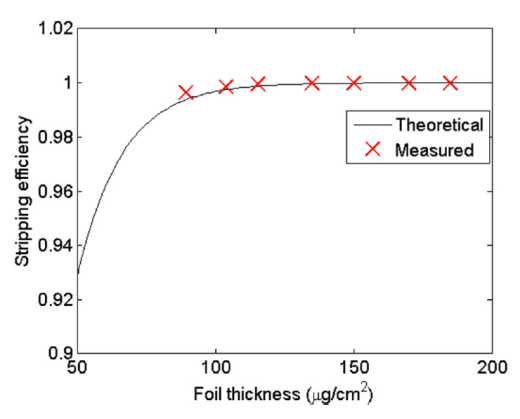 1.02
1
0.98
0.96
0.94
0.92
0.9
Stripping efficiency
Theoretical
Measured
50
100
150
200
Foil thickness (μg/cm²)